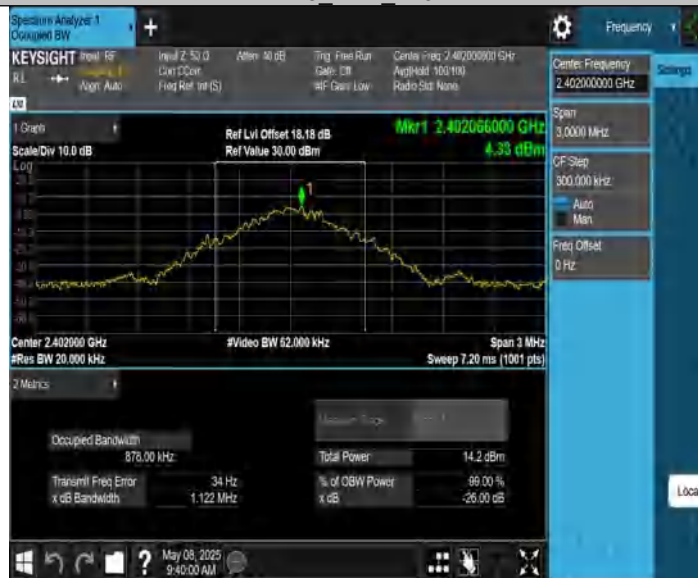 Spectrum Analyzer 1
Occupied BW
+
Frequency
KEYSIGHT Input: RF
RL
Align: Auto
Input Z: 50 Ω
Corr CCorr
Freq Ref: Int (S)
Atten: 40 dB
Trig: Free Run
Gate: Off
#IF Gain: Low
Center Freq: 2.402000000 GHz
Avg|Hold: 100/100
Radio Std: None
Center Frequency
2.402000000 GHz
Settings
Span
3.0000 MHz
CF Step
300.000 kHz
Auto
Man
Freq Offset
0 Hz
1 Graph
Scale/Div 10.0 dB
Ref Lvl Offset 18.18 dB
Ref Value 30.00 dBm
Mkr1 2.402066000 GHz
4.33 dBm
Log
1
Center 2.402000 GHz
#Res BW 20.000 kHz
#Video BW 62.000 kHz
Span 3 MHz
Sweep 7.20 ms (1001 pts)
2 Metrics
Occupied Bandwidth
878.00 kHz
Total Power 14.2 dBm
Transmit Freq Error 34 Hz
% of OBW Power 99.00 %
x dB Bandwidth 1.122 MHz
x dB -26.00 dB
Loca
?
May 08, 2025
9:40:00 AM